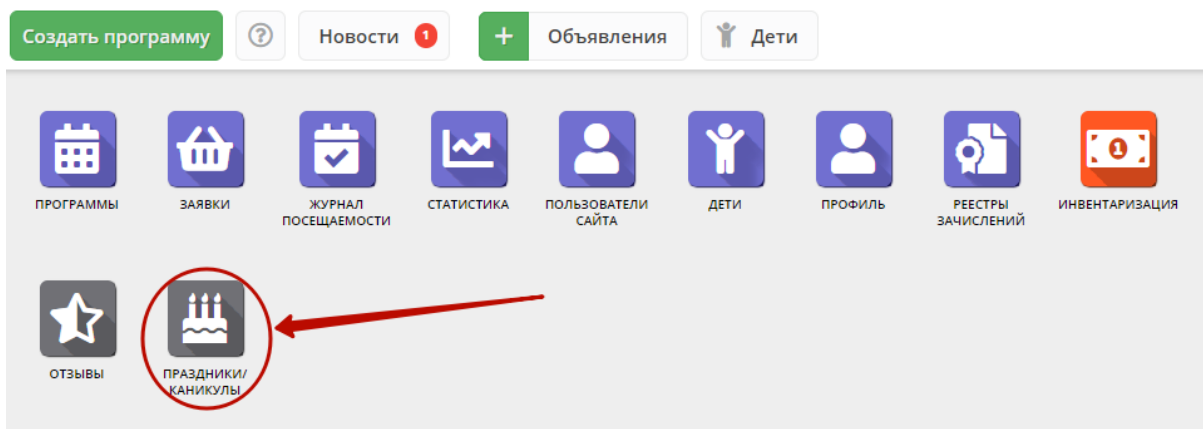 Создать программу ? Новости 1 + Объявления Дети
ПРОГРАММЫ ЗАЯВКИ ЖУРНАЛ СТАТИСТИКА ПОЛЬЗОВАТЕЛИ ДЕТИ ПРОФИЛЬ РЕЕСТРЫ ИНВЕНТАРИЗАЦИЯ
ПОСЕЩАЕМОСТИ САЙТА ЗАЧИСЛЕНИЙ
ОТЗЫВЫ ПРАЗДНИКИ/
КАНИКУЛЫ